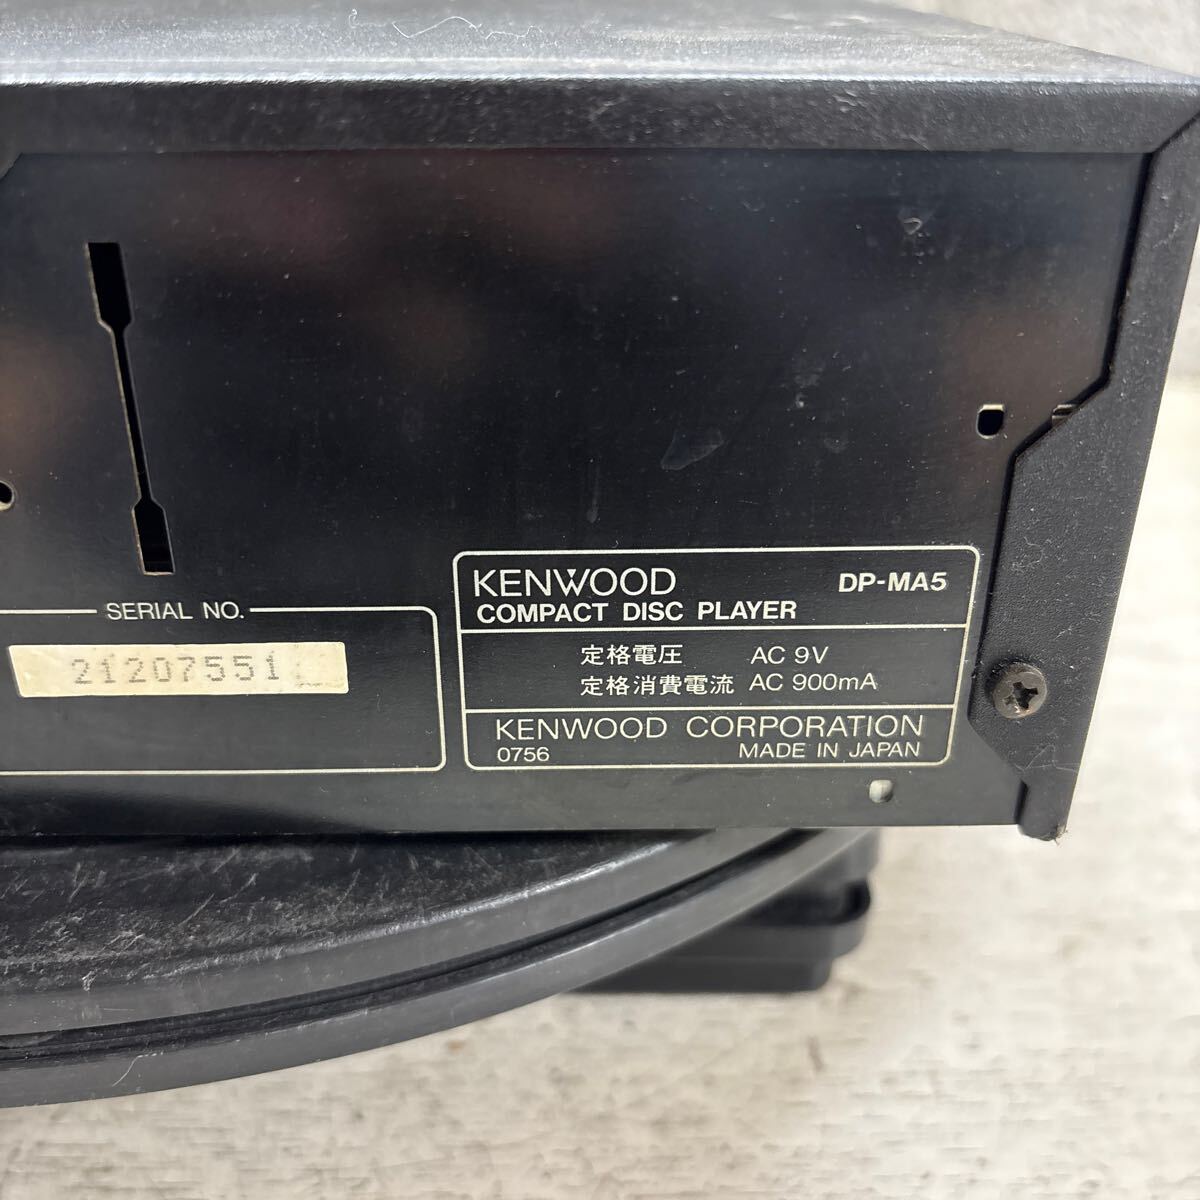 SERIAL NO.
21207551
KENWOOD DP-MA5
COMPACT DISC PLAYER
定格電圧 AC 9V
定格消費電流 AC 900mA
KENWOOD CORPORATION
0756 MADE IN JAPAN